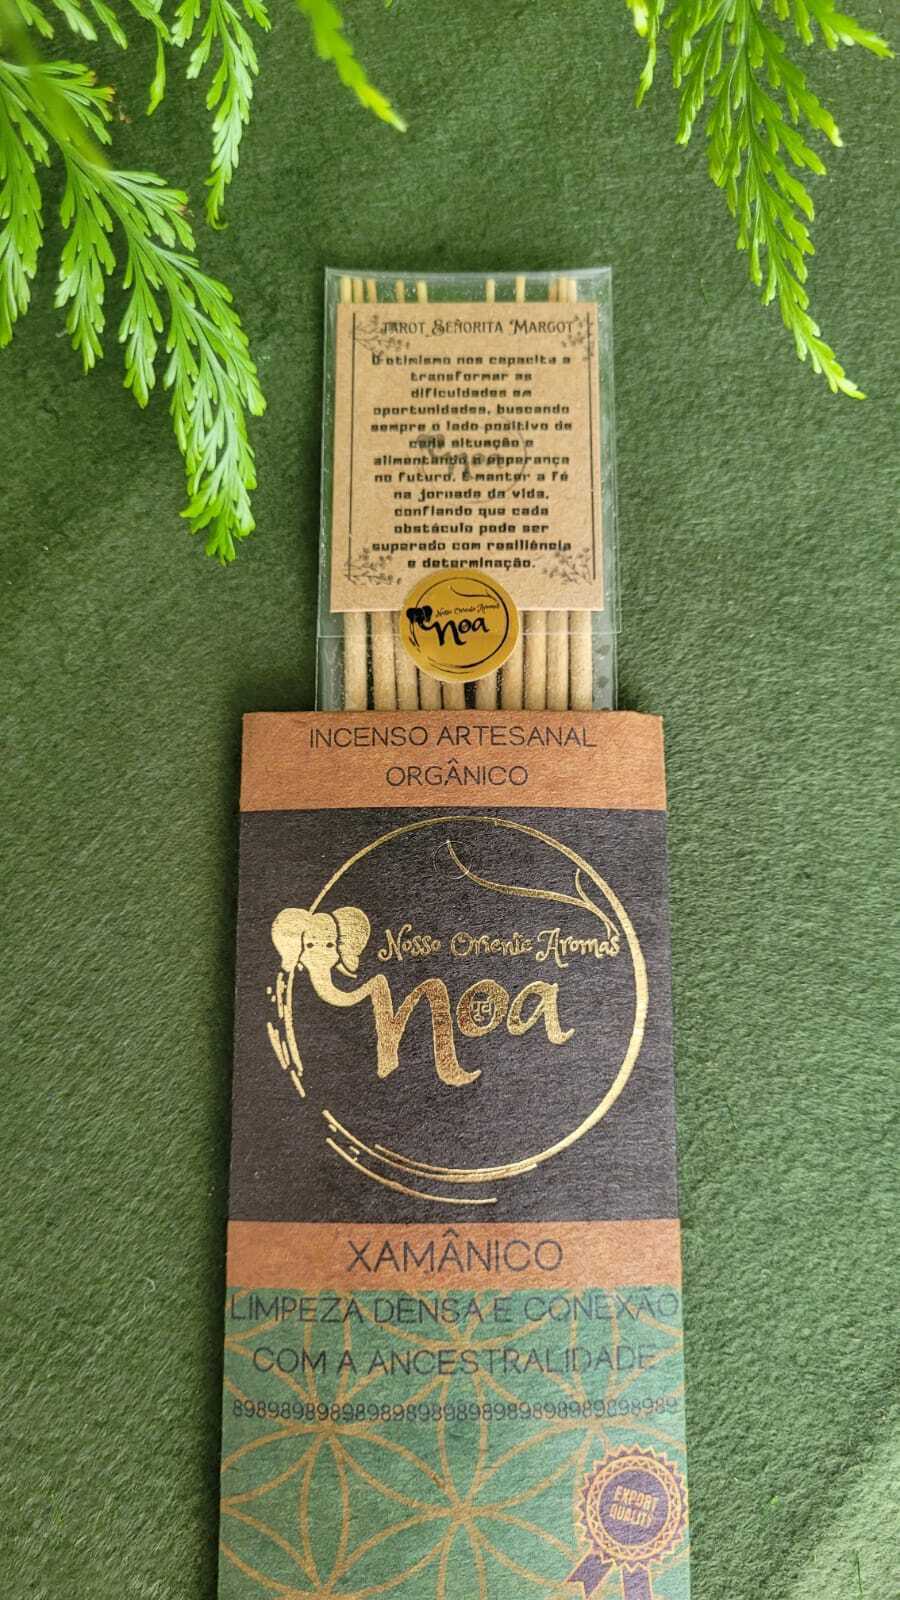 TAROT SEÑORITA MARGOT
O otimismo nos capacita a
transformar as
dificuldades em
oportunidades, buscando
sempre o lado positivo de
cada situação e
alimentando a esperança
no futuro. É manter a fé
na jornada da vida,
confiando que cada
obstáculo pode ser
superado com resiliência
e determinação.
Nosso Oriente Aromas
noa
INCENSO ARTESANAL
ORGÂNICO
Nosso Oriente Aromas
noa
पूर्व
XAMÂNICO
LIMPEZA DENSA E CONEXÃO
COM A ANCESTRALIDADE
8989898989898989898989898989898989898989
EXPORT
QUALITY